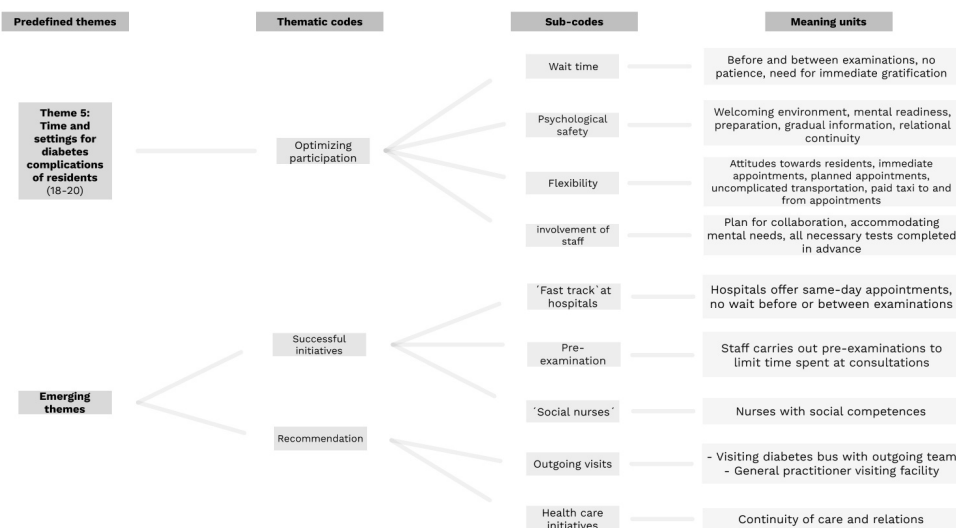 Predefined themes
Thematic codes
Sub-codes
Meaning units
Theme 5:
Time and
settings for
diabetes
complications
of residents
(18-20)
Optimizing
participation
Wait time
Before and between examinations, no
patience, need for immediate gratification
Psychological
safety
Welcoming environment, mental readiness,
preparation, gradual information, relational
continuity
Flexibility
Attitudes towards residents, immediate
appointments, planned appointments,
uncomplicated transportation, paid taxi to and
from appointments
involvement of
staff
Plan for collaboration, accommodating
mental needs, all necessary tests completed
in advance
Emerging
themes
Successful
initiatives
´Fast track`at
hospitals
Hospitals offer same-day appointments,
no wait before or between examinations
Pre-
examination
Staff carries out pre-examinations to
limit time spent at consultations
´Social nurses´
Nurses with social competences
Recommendation
Outgoing visits
- Visiting diabetes bus with outgoing team
- General practitioner visiting facility
Health care
initiatives
Continuity of care and relations